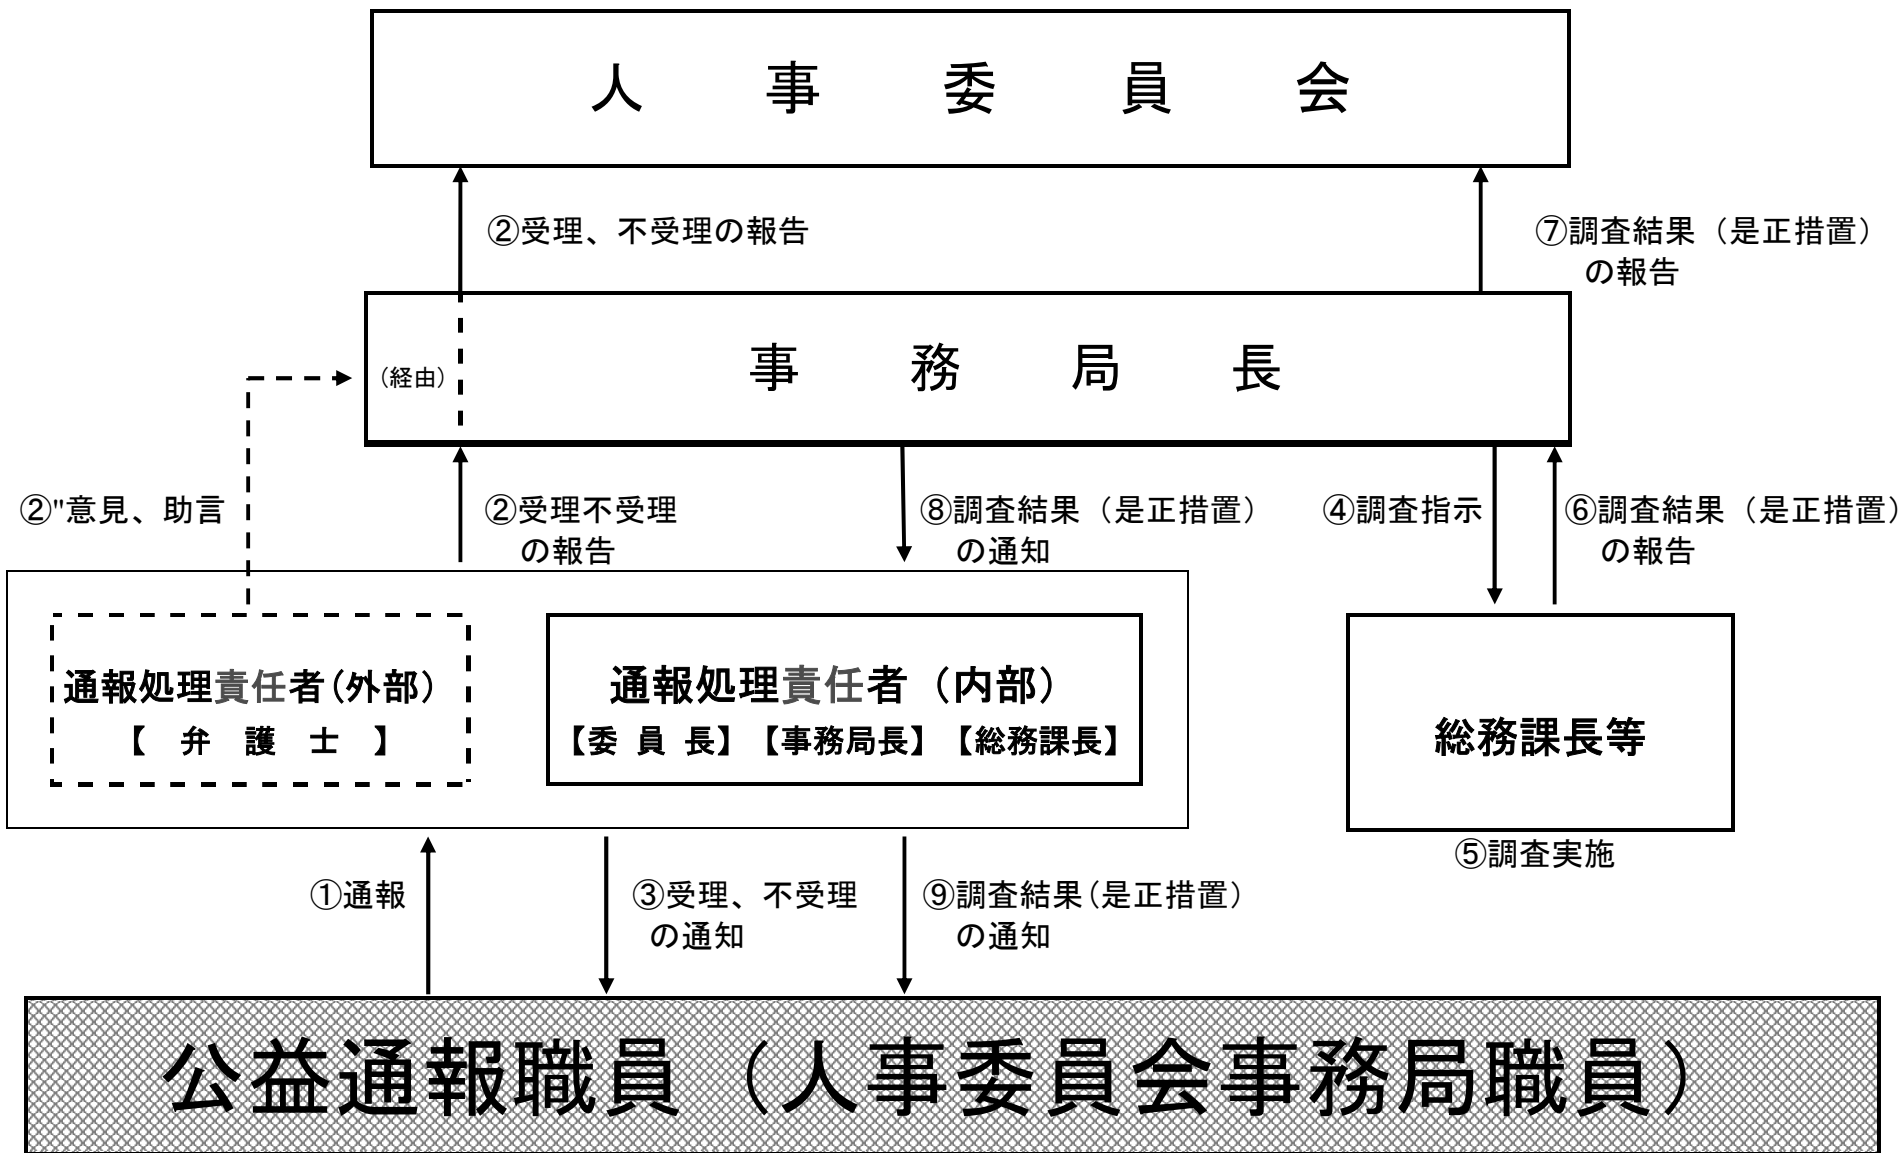 人事委員会
②受理、不受理の報告
⑦調査結果（是正措置）
の報告
（経由）
事務局長
②"意見、助言
②受理不受理
の報告
⑧調査結果（是正措置）
の通知
④調査指示
⑥調査結果（是正措置）
の報告
通報処理責任者（外部）
【弁護士】
通報処理責任者（内部）
【委員長】【事務局長】【総務課長】
総務課長等
⑤調査実施
①通報
③受理、不受理
の通知
⑨調査結果（是正措置）
の通知
公益通報職員（人事委員会事務局職員）